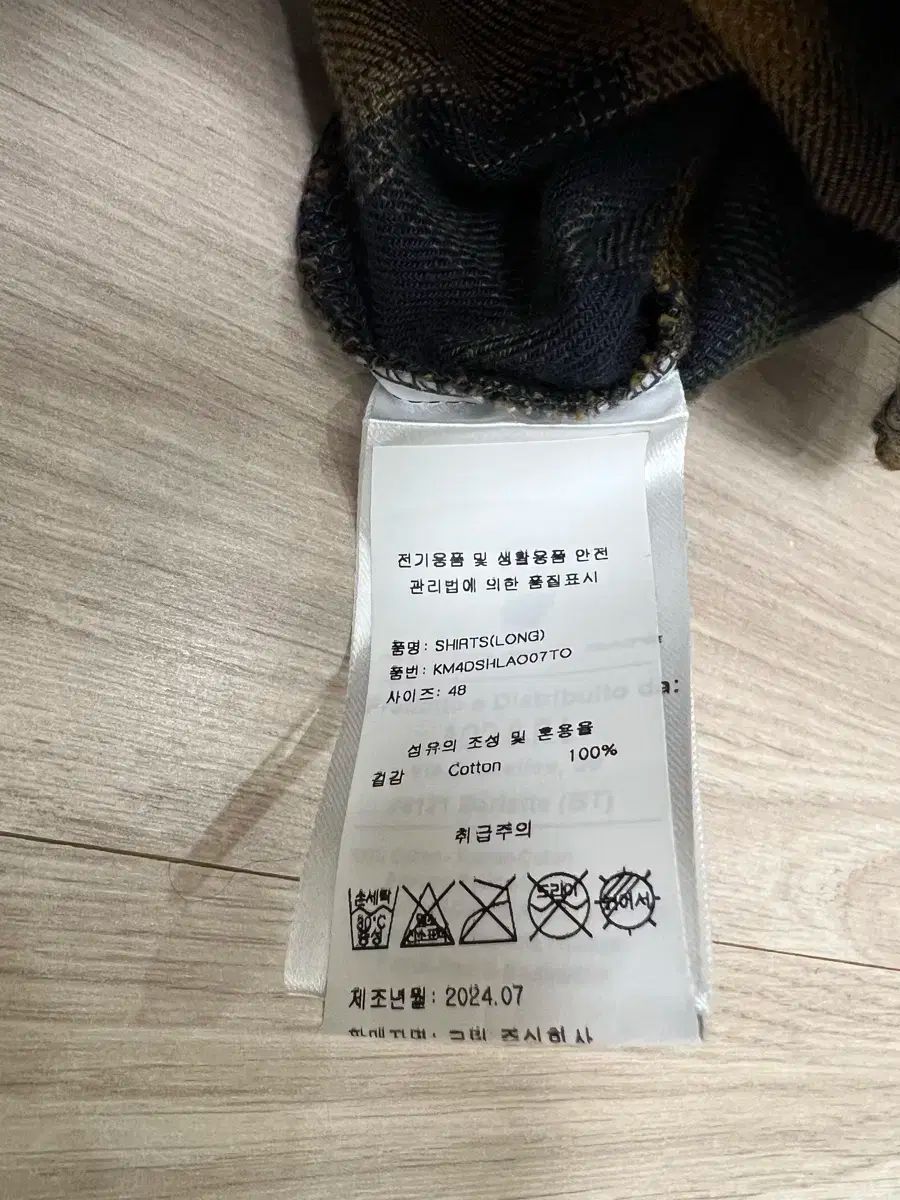 전기용품 및 생활용품 안전
관리법에 의한 품질표시
품명: SHIRTS(LONG)
품번: KM4DSHLAO07TO
사이즈: 48
a:
섬유의 조성 및 혼용율
겉감 Cotton 100%
취급주의
손세탁 드라이
30°C
중성
제조년월: 2024.07